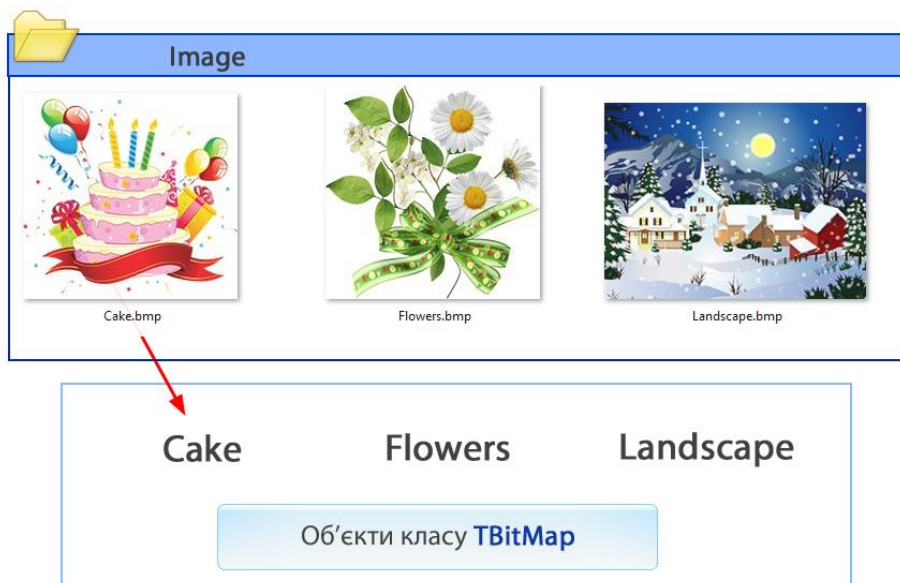 Image
Cake.bmp
Flowers.bmp
Landscape.bmp
Cake
Flowers
Landscape
Об’єкти класу TBitMap